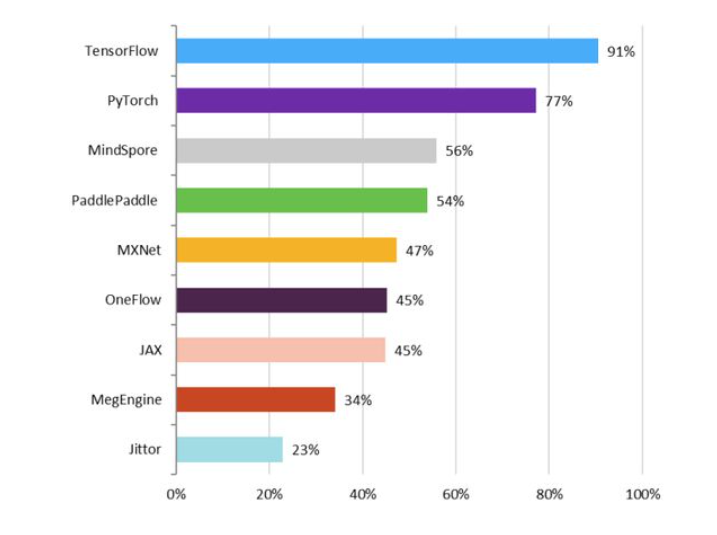 TensorFlow 91%
PyTorch 77%
MindSpore 56%
PaddlePaddle 54%
MXNet 47%
OneFlow 45%
JAX 45%
MegEngine 34%
Jittor 23%
0% 20% 40% 60% 80% 100%